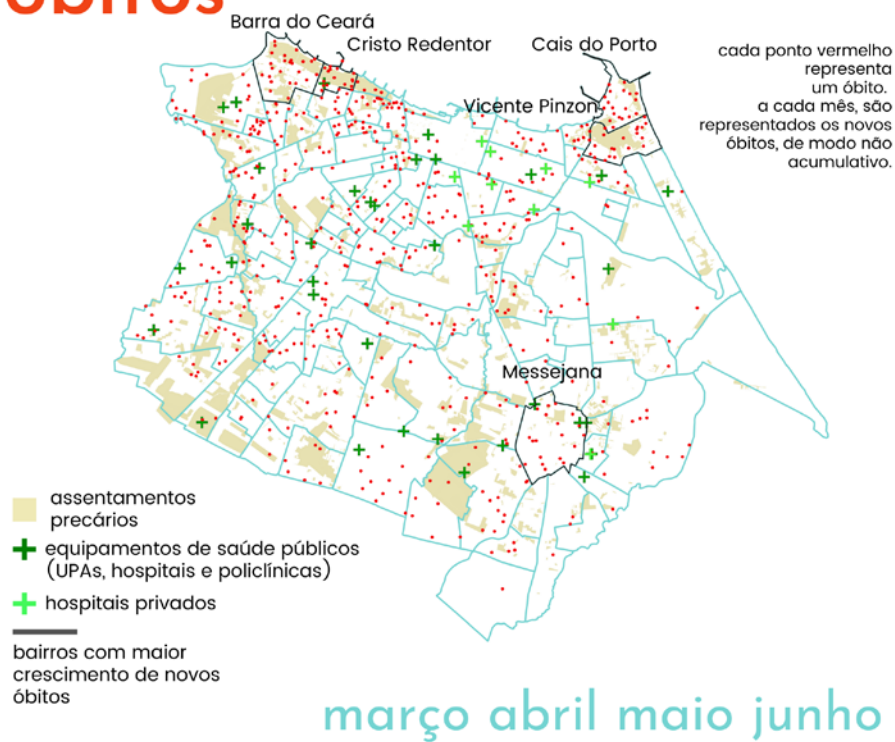 óbitos
Barra do Ceará
Cristo Redentor
Cais do Porto
cada ponto vermelho
representa
um óbito.
a cada mês, são
representados os novos
óbitos, de modo não
acumulativo.
Vicente Pinzon
Messejana
assentamentos
precários
equipamentos de saúde públicos
(UPAs, hospitais e policlínicas)
hospitais privados
bairros com maior
crescimento de novos
óbitos
março abril maio junho